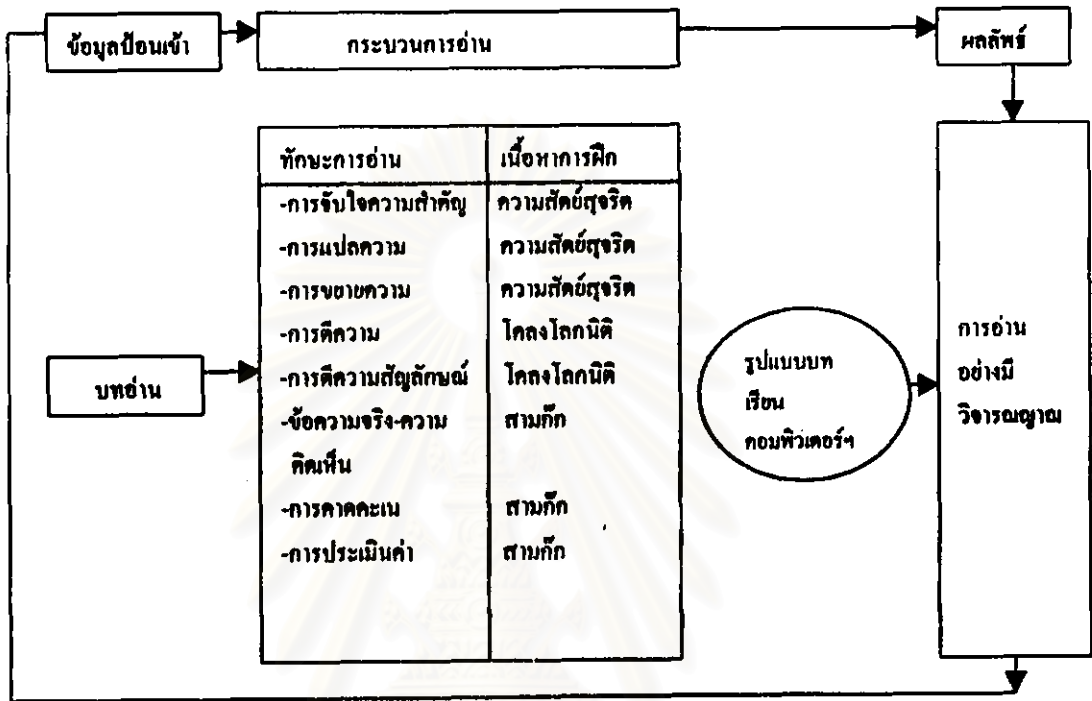 ข้อมูลป้อนเข้า
กระบวนการอ่าน
ผลลัพธ์
ทักษะการอ่าน เนื้อหาการฝึก
-การจับใจความสำคัญ ความสัตย์สุจริต
-การแปลความ ความสัตย์สุจริต
-การขยายความ ความสัตย์สุจริต
-การตีความ โคลงโลกนิติ
-การตีความสัญลักษณ์ โคลงโลกนิติ
-ข้อความจริง-ความ สามก๊ก
คิดเห็น
-การคาดคะเน สามก๊ก
-การประเมินค่า สามก๊ก
บทอ่าน
รูปแบบบท
เรียน
คอมพิวเตอร์ฯ
การอ่าน
อย่างมี
วิจารณญาณ